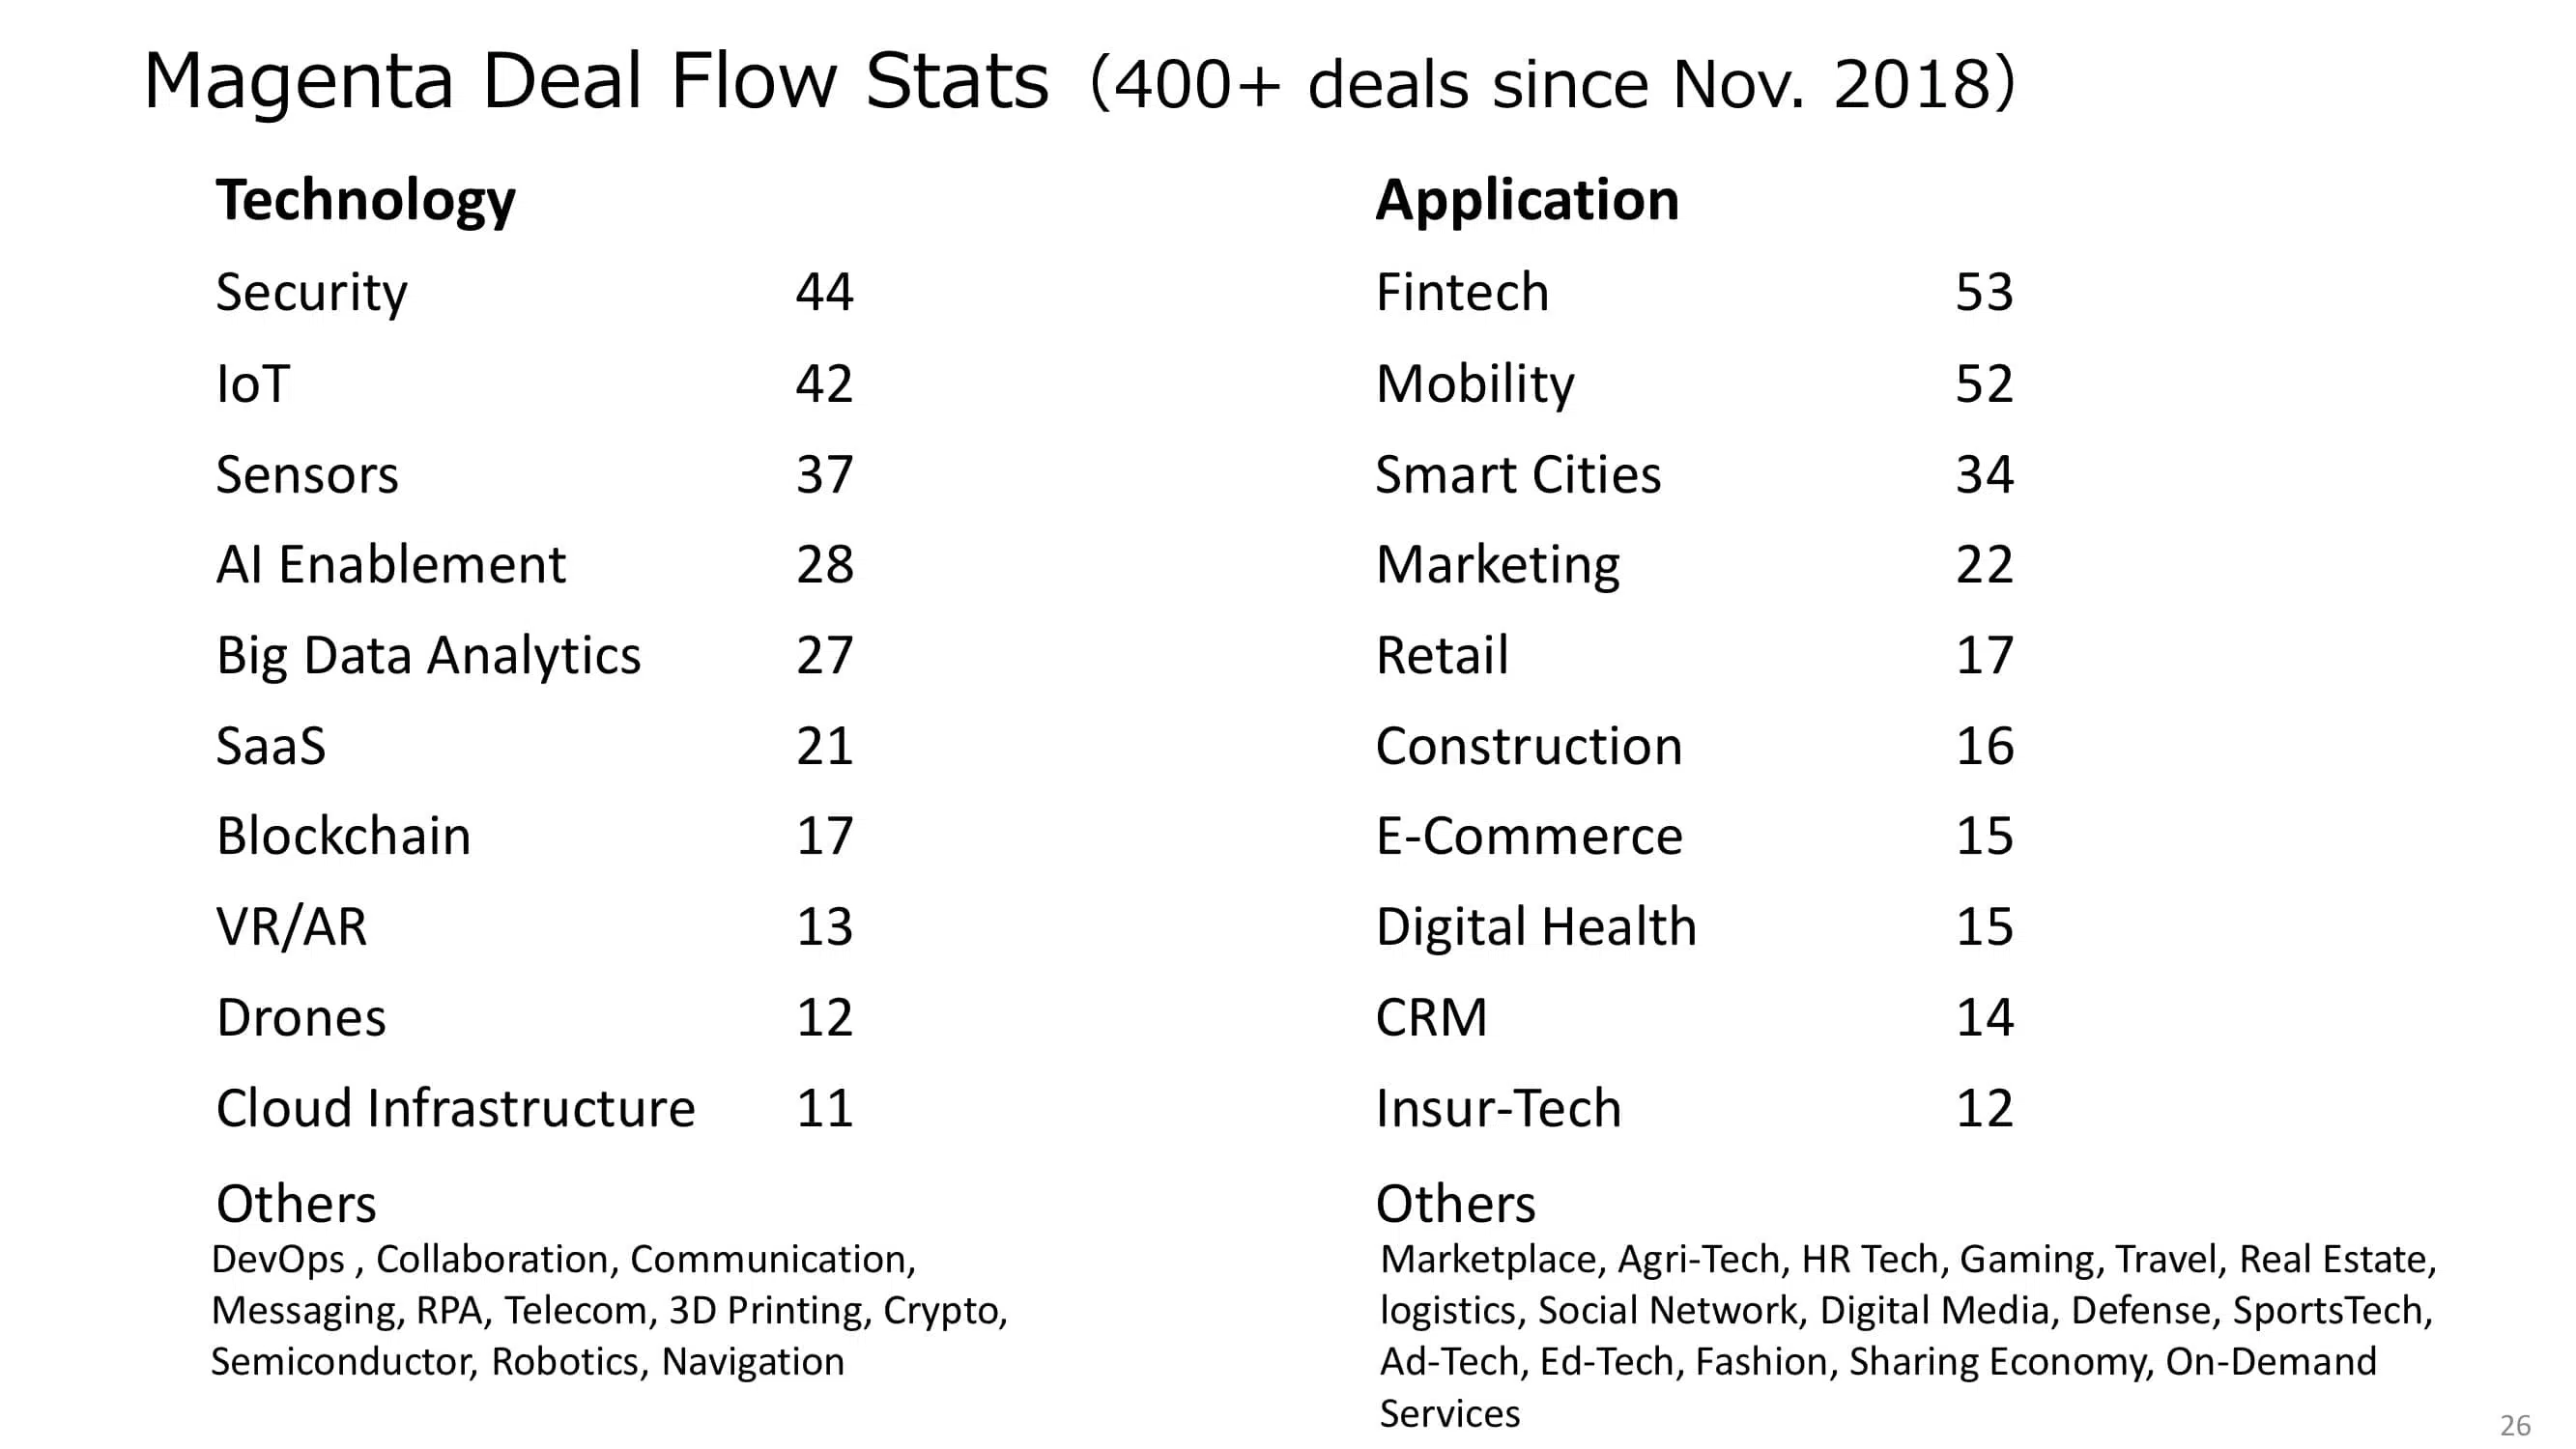 Magenta Deal Flow Stats（400+ deals since Nov. 2018）
Technology
Security 44
IoT 42
Sensors 37
AI Enablement 28
Big Data Analytics 27
SaaS 21
Blockchain 17
VR/AR 13
Drones 12
Cloud Infrastructure 11
Others
DevOps , Collaboration, Communication,
Messaging, RPA, Telecom, 3D Printing, Crypto,
Semiconductor, Robotics, Navigation
Application
Fintech 53
Mobility 52
Smart Cities 34
Marketing 22
Retail 17
Construction 16
E-Commerce 15
Digital Health 15
CRM 14
Insur-Tech 12
Others
Marketplace, Agri-Tech, HR Tech, Gaming, Travel, Real Estate,
logistics, Social Network, Digital Media, Defense, SportsTech,
Ad-Tech, Ed-Tech, Fashion, Sharing Economy, On-Demand
Services
26